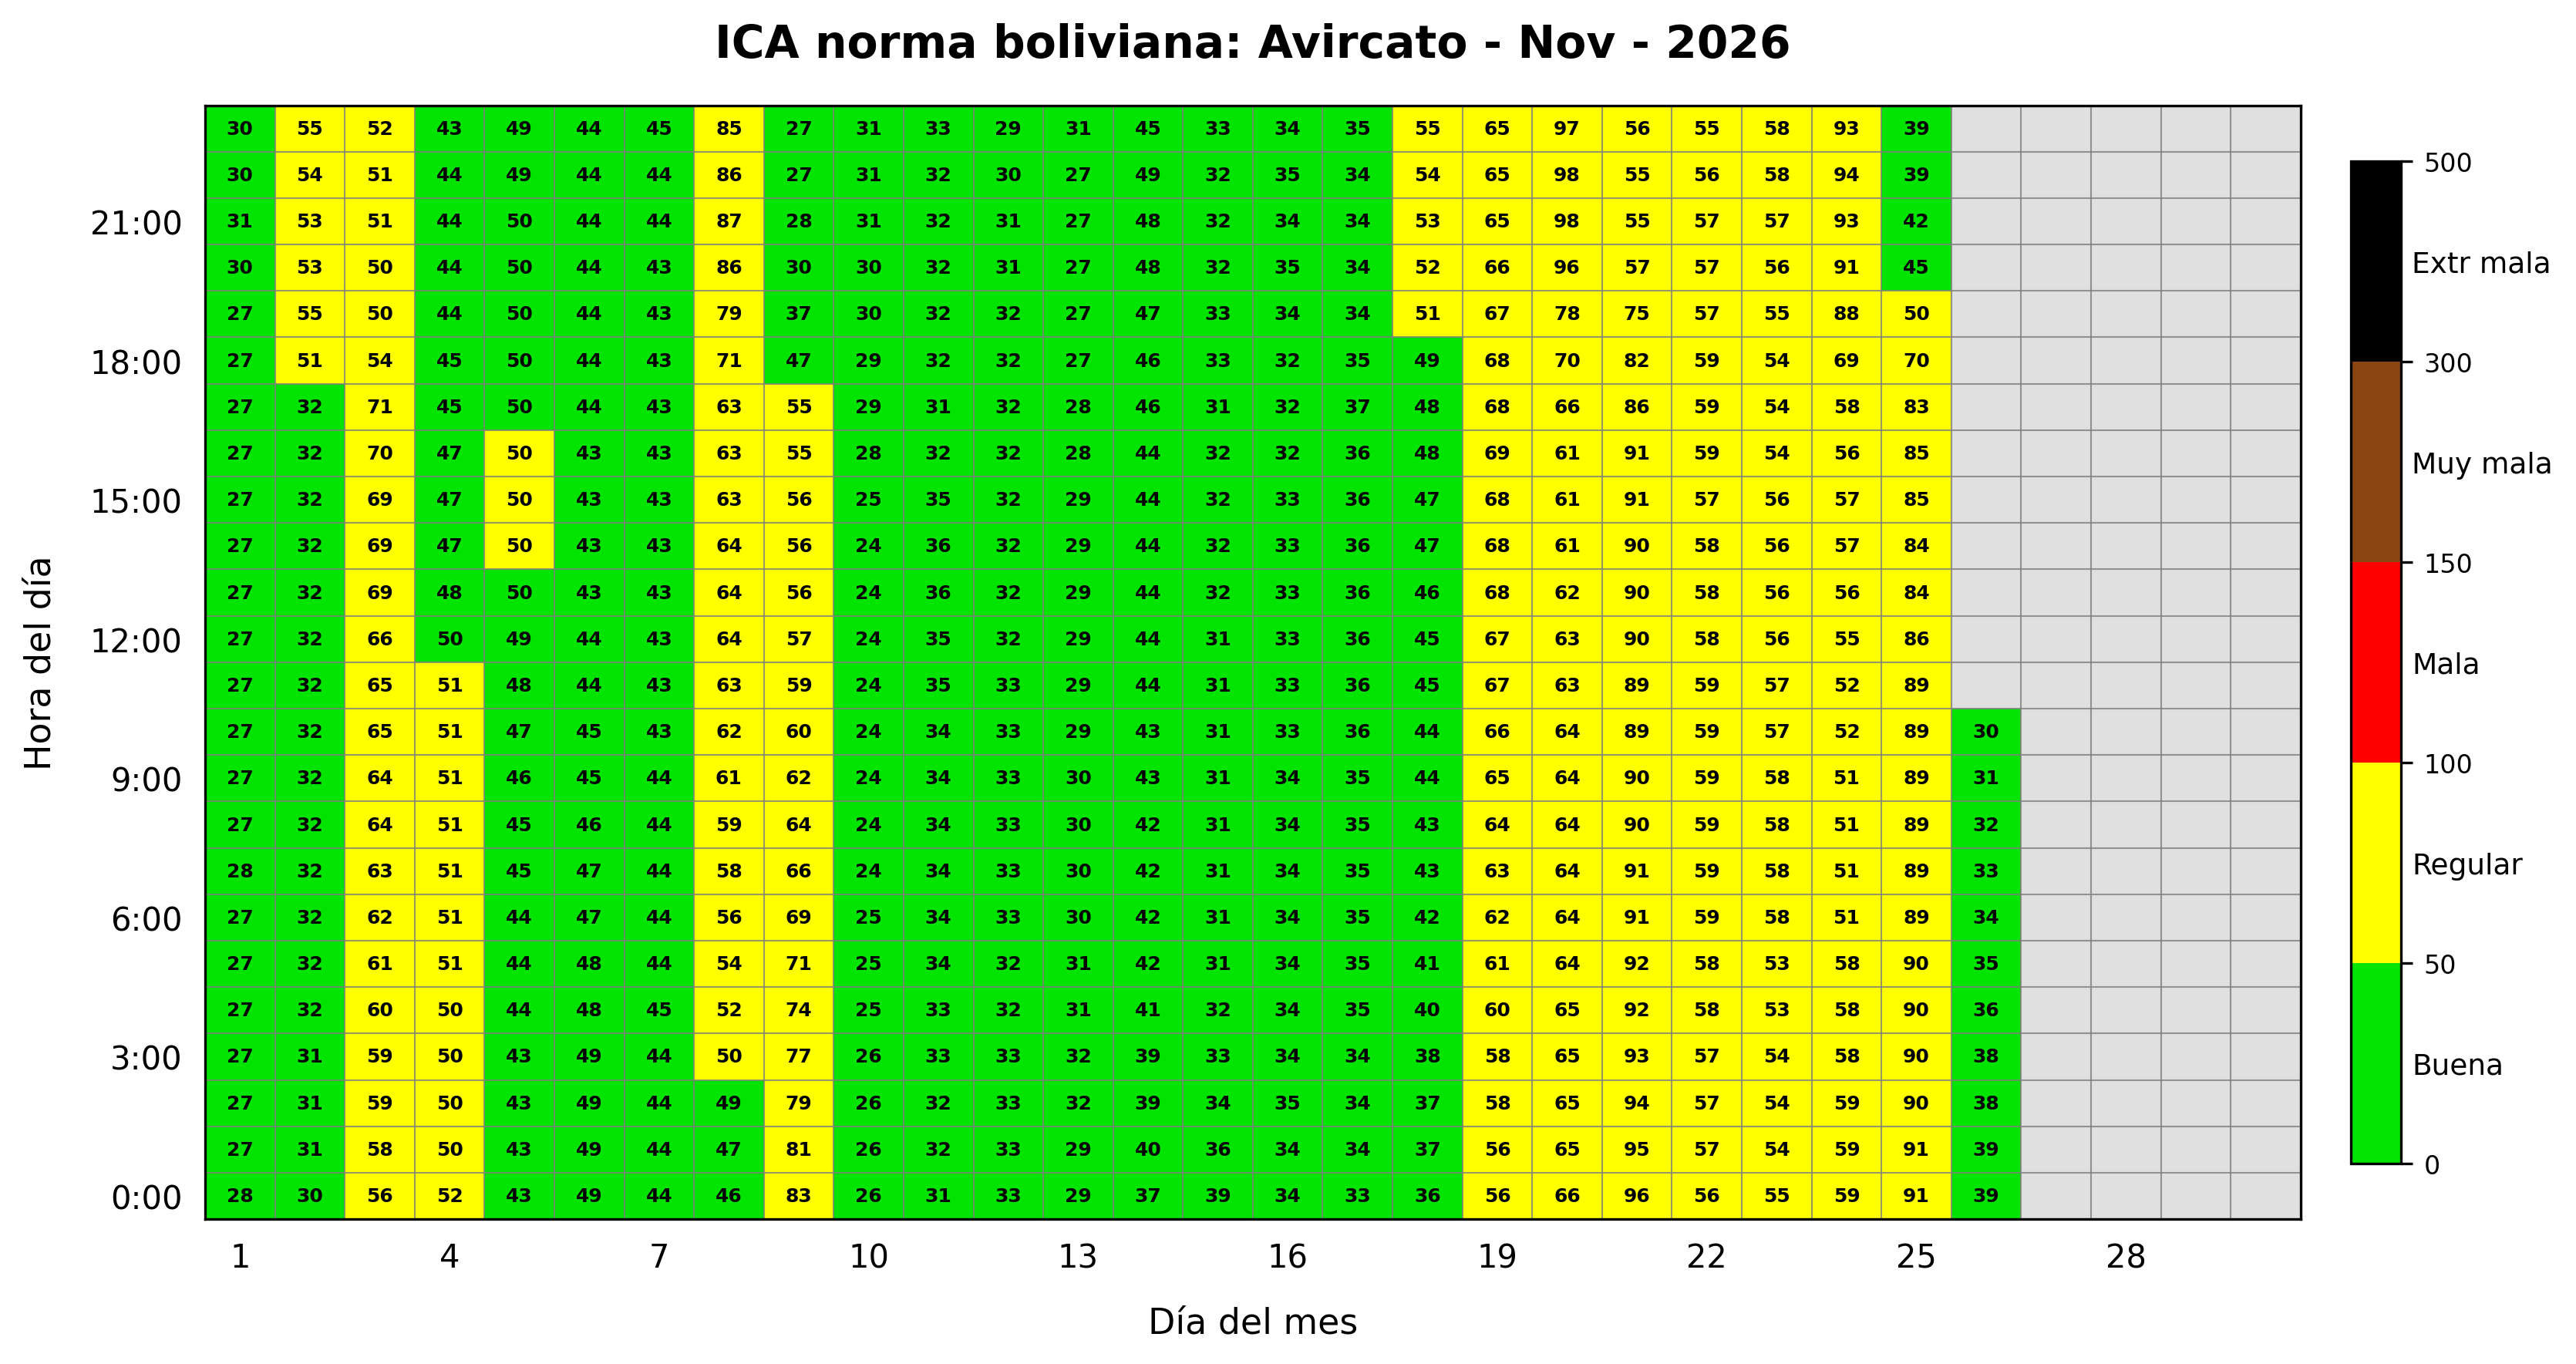 ICA norma boliviana: Avircato - Nov - 2026
30 55 52 43 49 44 45 85 27 31 33 29 31 45 33 34 35 55 65 97 56 55 58 93 39
30 54 51 44 49 44 44 86 27 31 32 30 27 49 32 35 34 54 65 98 55 56 58 94 39
21:00 31 53 51 44 50 44 44 87 28 31 32 31 27 48 32 34 34 53 65 98 55 57 57 93 42
30 53 50 44 50 44 43 86 30 30 32 31 27 48 32 35 34 52 66 96 57 57 56 91 45
27 55 50 44 50 44 43 79 37 30 32 32 27 47 33 34 34 51 67 78 75 57 55 88 50
18:00 27 51 54 45 50 44 43 71 47 29 32 32 27 46 33 32 35 49 68 70 82 59 54 69 70
27 32 71 45 50 44 43 63 55 29 31 32 28 46 31 32 37 48 68 66 86 59 54 58 83
27 32 70 47 50 43 43 63 55 28 32 32 28 44 32 32 36 48 69 61 91 59 54 56 85
15:00 27 32 69 47 50 43 43 63 56 25 35 32 29 44 32 33 36 47 68 61 91 57 56 57 85
27 32 69 47 50 43 43 64 56 24 36 32 29 44 32 33 36 47 68 61 90 58 56 57 84
27 32 69 48 50 43 43 64 56 24 36 32 29 44 32 33 36 46 68 62 90 58 56 56 84
12:00 27 32 66 50 49 44 43 64 57 24 35 32 29 44 31 33 36 45 67 63 90 58 56 55 86
27 32 65 51 48 44 43 63 59 24 35 33 29 44 31 33 36 45 67 63 89 59 57 52 89
27 32 65 51 47 45 43 62 60 24 34 33 29 43 31 33 36 44 66 64 89 59 57 52 89 30
9:00 27 32 64 51 46 45 44 61 62 24 34 33 30 43 31 34 35 44 65 64 90 59 58 51 89 31
27 32 64 51 45 46 44 59 64 24 34 33 30 42 31 34 35 43 64 64 90 59 58 51 89 32
28 32 63 51 45 47 44 58 66 24 34 33 30 42 31 34 35 43 63 64 91 59 58 51 89 33
6:00 27 32 62 51 44 47 44 56 69 25 34 33 30 42 31 34 35 42 62 64 91 59 58 51 89 34
27 32 61 51 44 48 44 54 71 25 34 32 31 42 31 34 35 41 61 64 92 58 53 58 90 35
27 32 60 50 44 48 45 52 74 25 33 32 31 41 32 34 35 40 60 65 92 58 53 58 90 36
3:00 27 31 59 50 43 49 44 50 77 26 33 33 32 39 33 34 34 38 58 65 93 57 54 58 90 38
27 31 59 50 43 49 44 49 79 26 32 33 32 39 34 35 34 37 58 65 94 57 54 59 90 38
27 31 58 50 43 49 44 47 81 26 32 33 29 40 36 34 34 37 56 65 95 57 54 59 91 39
0:00 28 30 56 52 43 49 44 46 83 26 31 33 29 37 39 34 33 36 56 66 96 56 55 59 91 39
1 4 7 10 13 16 19 22 25 28
Día del mes
Hora del día
500
Extr mala
300
Muy mala
150
Mala
100
Regular
50
Buena
0